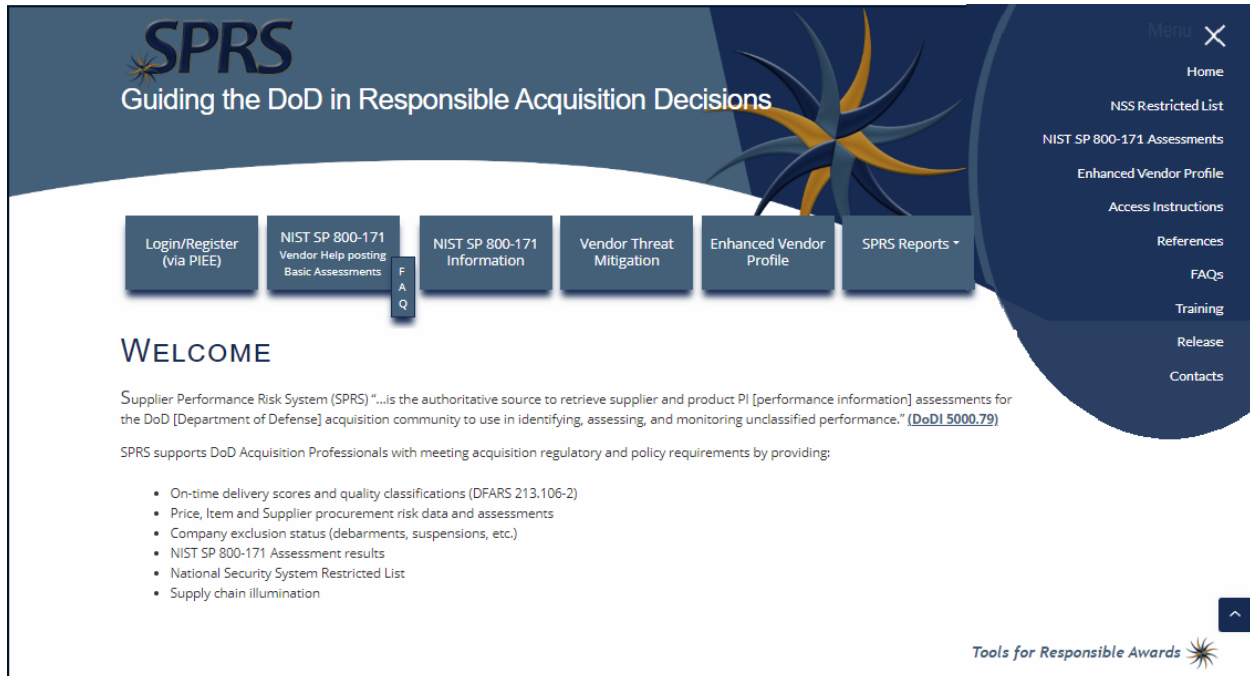 SPRS
Guiding the DoD in Responsible Acquisition Decisions
Menu
Home
NSS Restricted List
NIST SP 800-171 Assessments
Enhanced Vendor Profile
Access Instructions
References
FAQs
Training
Release
Contacts
Login/Register
(via PIEE)
NIST SP 800-171
Vendor Help posting
Basic Assessments
F
A
Q
NIST SP 800-171
Information
Vendor Threat
Mitigation
Enhanced Vendor
Profile
SPRS Reports
WELCOME
Supplier Performance Risk System (SPRS) “...is the authoritative source to retrieve supplier and product PI [performance information] assessments for
the DoD [Department of Defense] acquisition community to use in identifying, assessing, and monitoring unclassified performance.” (DoDI 5000.79)
SPRS supports DoD Acquisition Professionals with meeting acquisition regulatory and policy requirements by providing:
• On-time delivery scores and quality classifications (DFARS 213.106-2)
• Price, Item and Supplier procurement risk data and assessments
• Company exclusion status (debarments, suspensions, etc.)
• NIST SP 800-171 Assessment results
• National Security System Restricted List
• Supply chain illumination
Tools for Responsible Awards